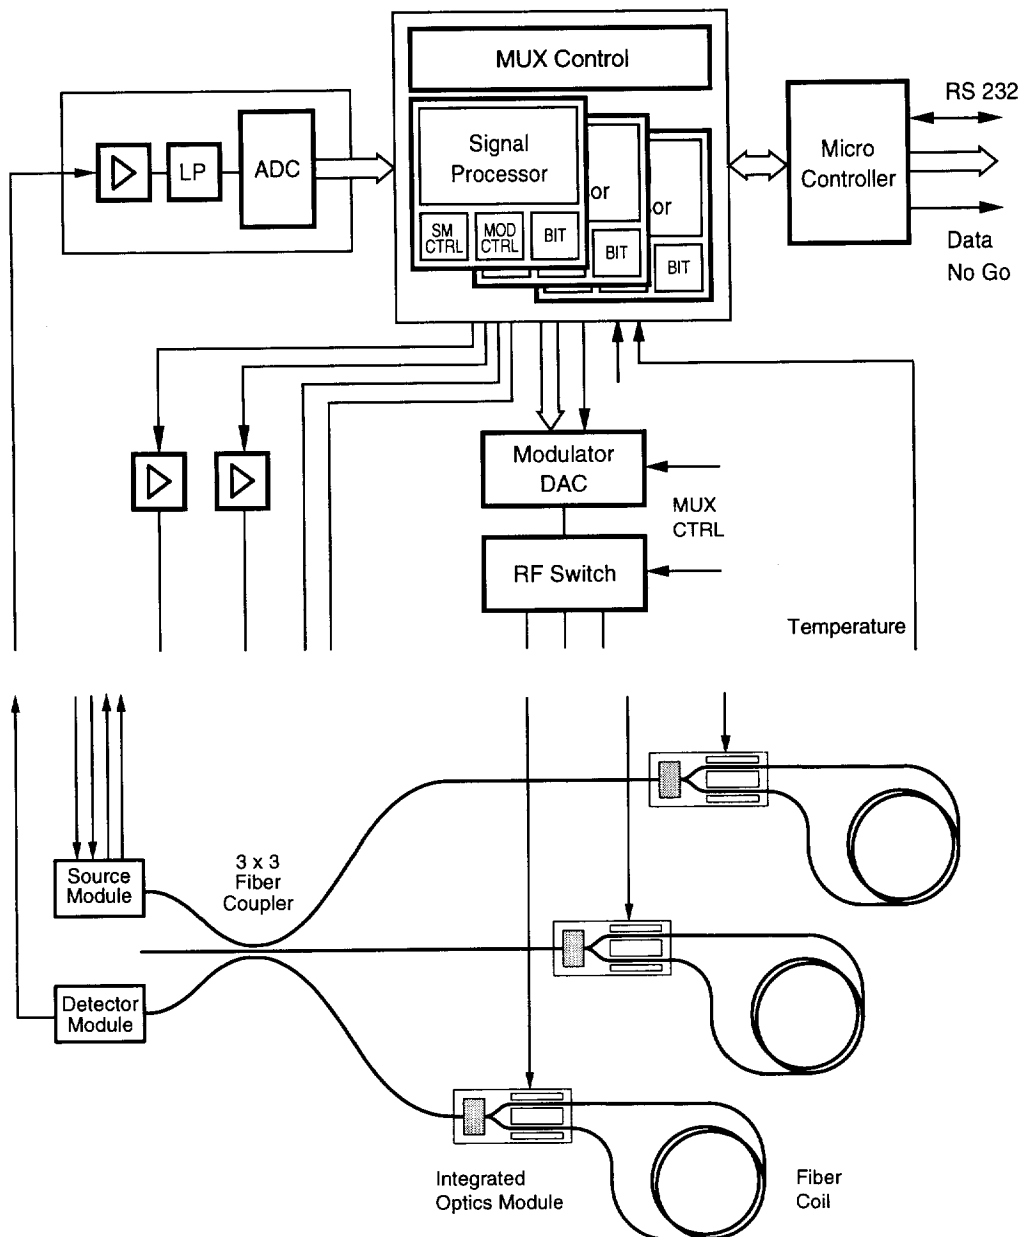 MUX Control
RS 232
Signal
Processor
LP
ADC
Micro
Controller
or
or
SM
CTRL
MOD
CTRL
BIT
BIT
BIT
Data
No Go
Modulator
DAC
MUX
CTRL
RF Switch
Temperature
3 x 3
Fiber
Coupler
Source
Module
Detector
Module
Integrated
Optics Module
Fiber
Coil